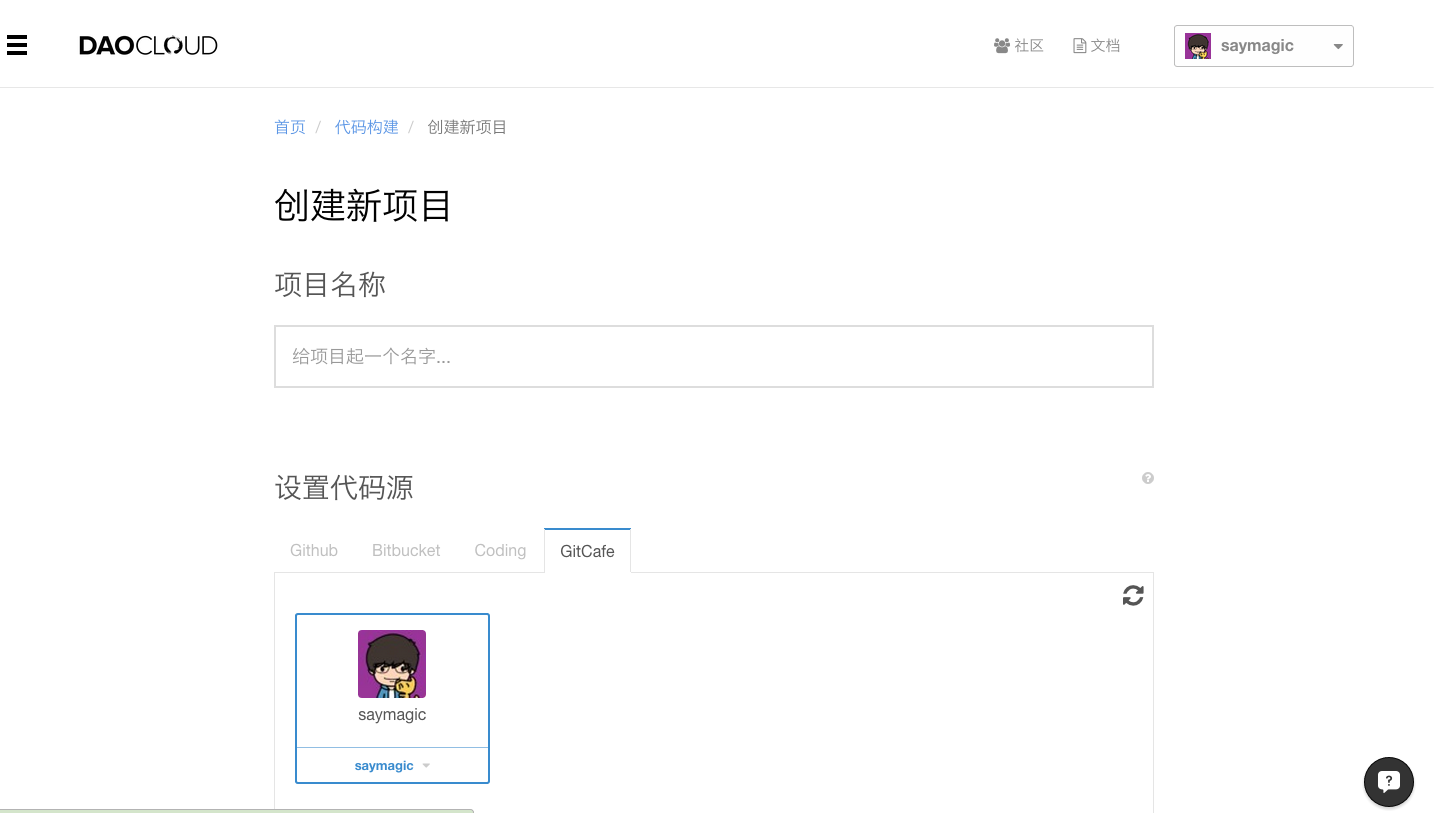 DAOCLOUD
社区
文档
saymagic
首页 / 代码构建 / 创建新项目
创建新项目
项目名称
给项目起一个名字...
设置代码源
?
Github Bitbucket Coding GitCafe
saymagic
saymagic
?